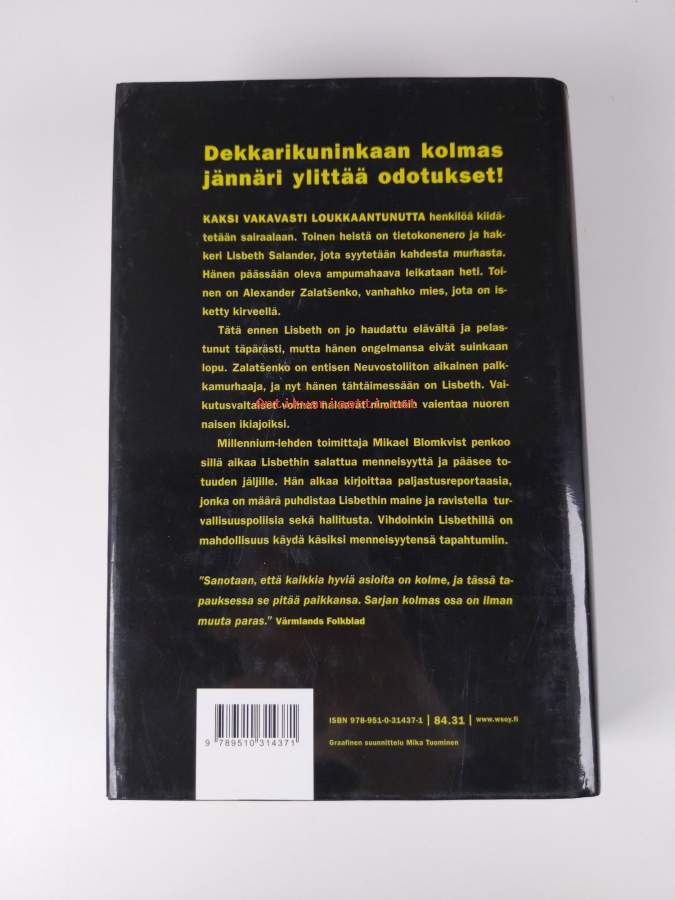 Dekkarikuninkaan kolmas
jännäri ylittää odotukset!
KAKSI VAKAVASTI LOUKKAANTUNUTTA henkilöä kiidä-
tetään sairaalaan. Toinen heistä on tietokonenero ja hak-
keri Lisbeth Salander, jota syytetään kahdesta murhasta.
Hänen päässään oleva ampumahaava leikataan heti. Toi-
nen on Alexander Zalatšenko, vanhahko mies, jota on is-
ketty kirveellä.
Tätä ennen Lisbeth on jo haudattu elävältä ja pelas-
tunut täpärästi, mutta hänen ongelmansa eivät suinkaan
lopu. Zalatšenko on entisen Neuvostoliiton aikainen palk-
kamurhaaja, ja nyt hänen tähtäimessään on Lisbeth. Vai-
kutusvaltaiset voimat haluavat nimittäin vaientaa nuoren
Antikvariaatti.net
naisen ikiajoiksi.
Millennium-lehden toimittaja Mikael Blomkvist penkoo
sillä aikaa Lisbethin salattua menneisyyttä ja pääsee to-
tuuden jäljille. Hän alkaa kirjoittaa paljastusreportaasia,
jonka on määrä puhdistaa Lisbethin maine ja ravistella tur-
vallisuuspoliisia sekä hallitusta. Vihdoinkin Lisbethillä on
mahdollisuus käydä käsiksi menneisyytensä tapahtumiin.
"Sanotaan, että kaikkia hyviä asioita on kolme, ja tässä ta-
pauksessa se pitää paikkansa. Sarjan kolmas osa on ilman
muuta paras." Värmlands Folkblad
ISBN 978-951-0-31437-1 | 84.31 | www.wsoy.fi
Graafinen suunnittelu Mika Tuominen
9 789510 314371